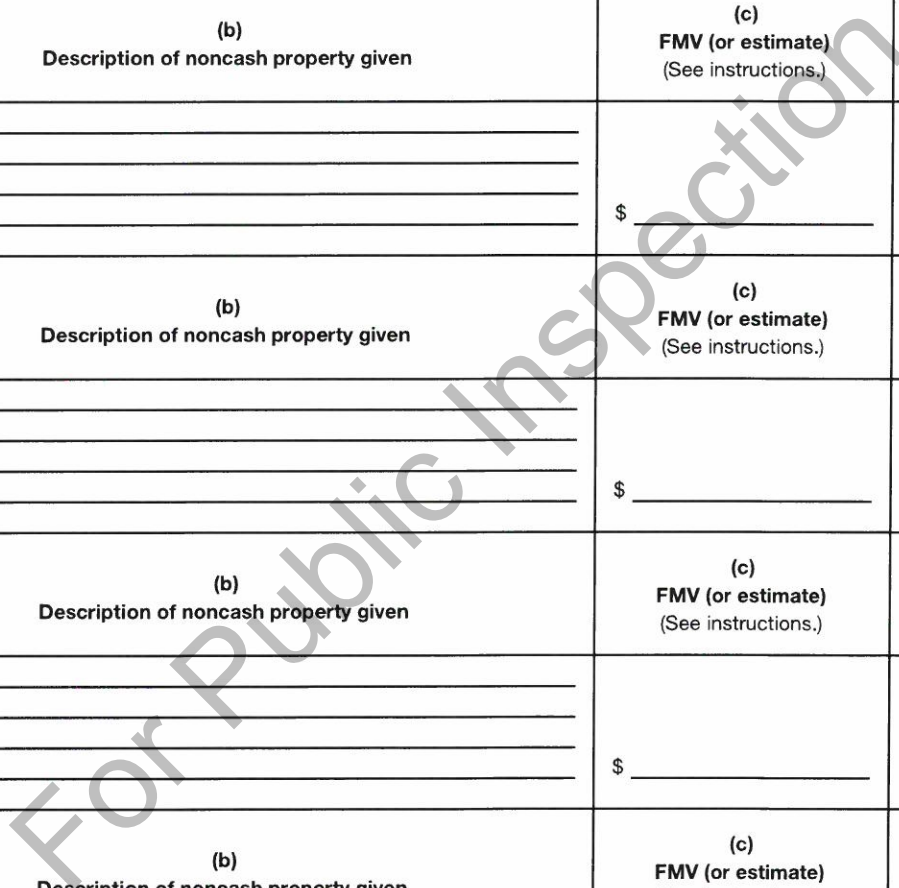 (b)
Description of noncash property given
(c)
FMV (or estimate)
(See instructions.)
$
(b)
Description of noncash property given
(c)
FMV (or estimate)
(See instructions.)
$
(b)
Description of noncash property given
(c)
FMV (or estimate)
(See instructions.)
$
(b)
Description of noncash property given
(c)
FMV (or estimate)
For Public Inspection